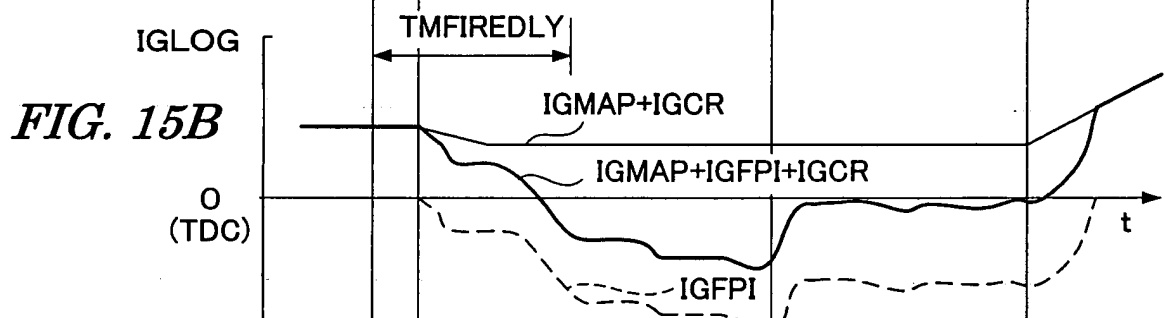 TMFIREDLY
IGLOG
FIG. 15B
IGMAP+IGCR
IGMAP+IGFPI+IGCR
0
(TDC)
t
IGFPI